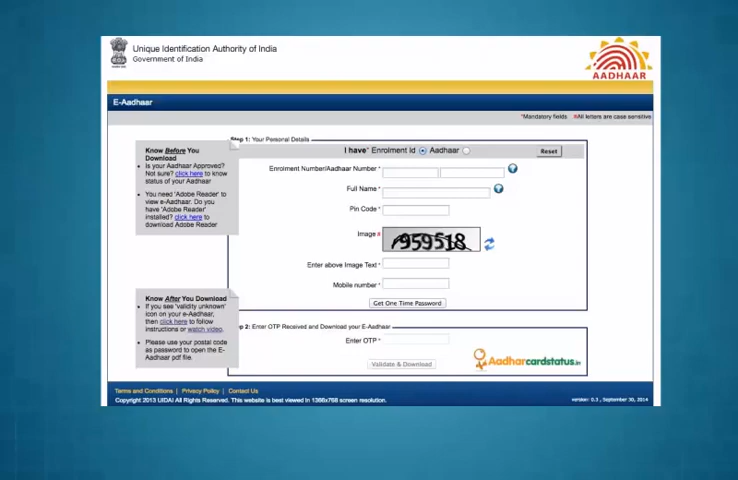 Unique Identification Authority of India
Government of India
AADHAAR
E-Aadhaar
*Mandatory fields #All letters are case sensitive
Step 1: Your Personal Details
I have* Enrolment Id Aadhaar Reset
Know Before You
Download
Is your Aadhaar Approved?
Not sure? click here to know
status of your Aadhaar
You need 'Adobe Reader' to
view e-Aadhaar. Do you
have 'Adobe Reader'
installed? click here to
download Adobe Reader
Enrolment Number/Aadhaar Number *
Full Name *
Pin Code *
Image #
959518
Enter above Image Text *
Mobile number *
Get One Time Password
Know After You Download
If you see 'validity unknown'
icon on your e-Aadhaar,
then click here to follow
instructions or watch video.
Please use your postal code
as password to open the E-
Aadhaar pdf file.
p 2: Enter OTP Received and Download your E-Aadhaar
Enter OTP *
Validate & Download
Aadharcardstatus.in
Terms and Conditions | Privacy Policy | Contact Us
Copyright 2013 UIDAI All Rights Reserved. This website is best viewed in 1366x768 screen resolution.
version: 0.3 , September 30, 2014